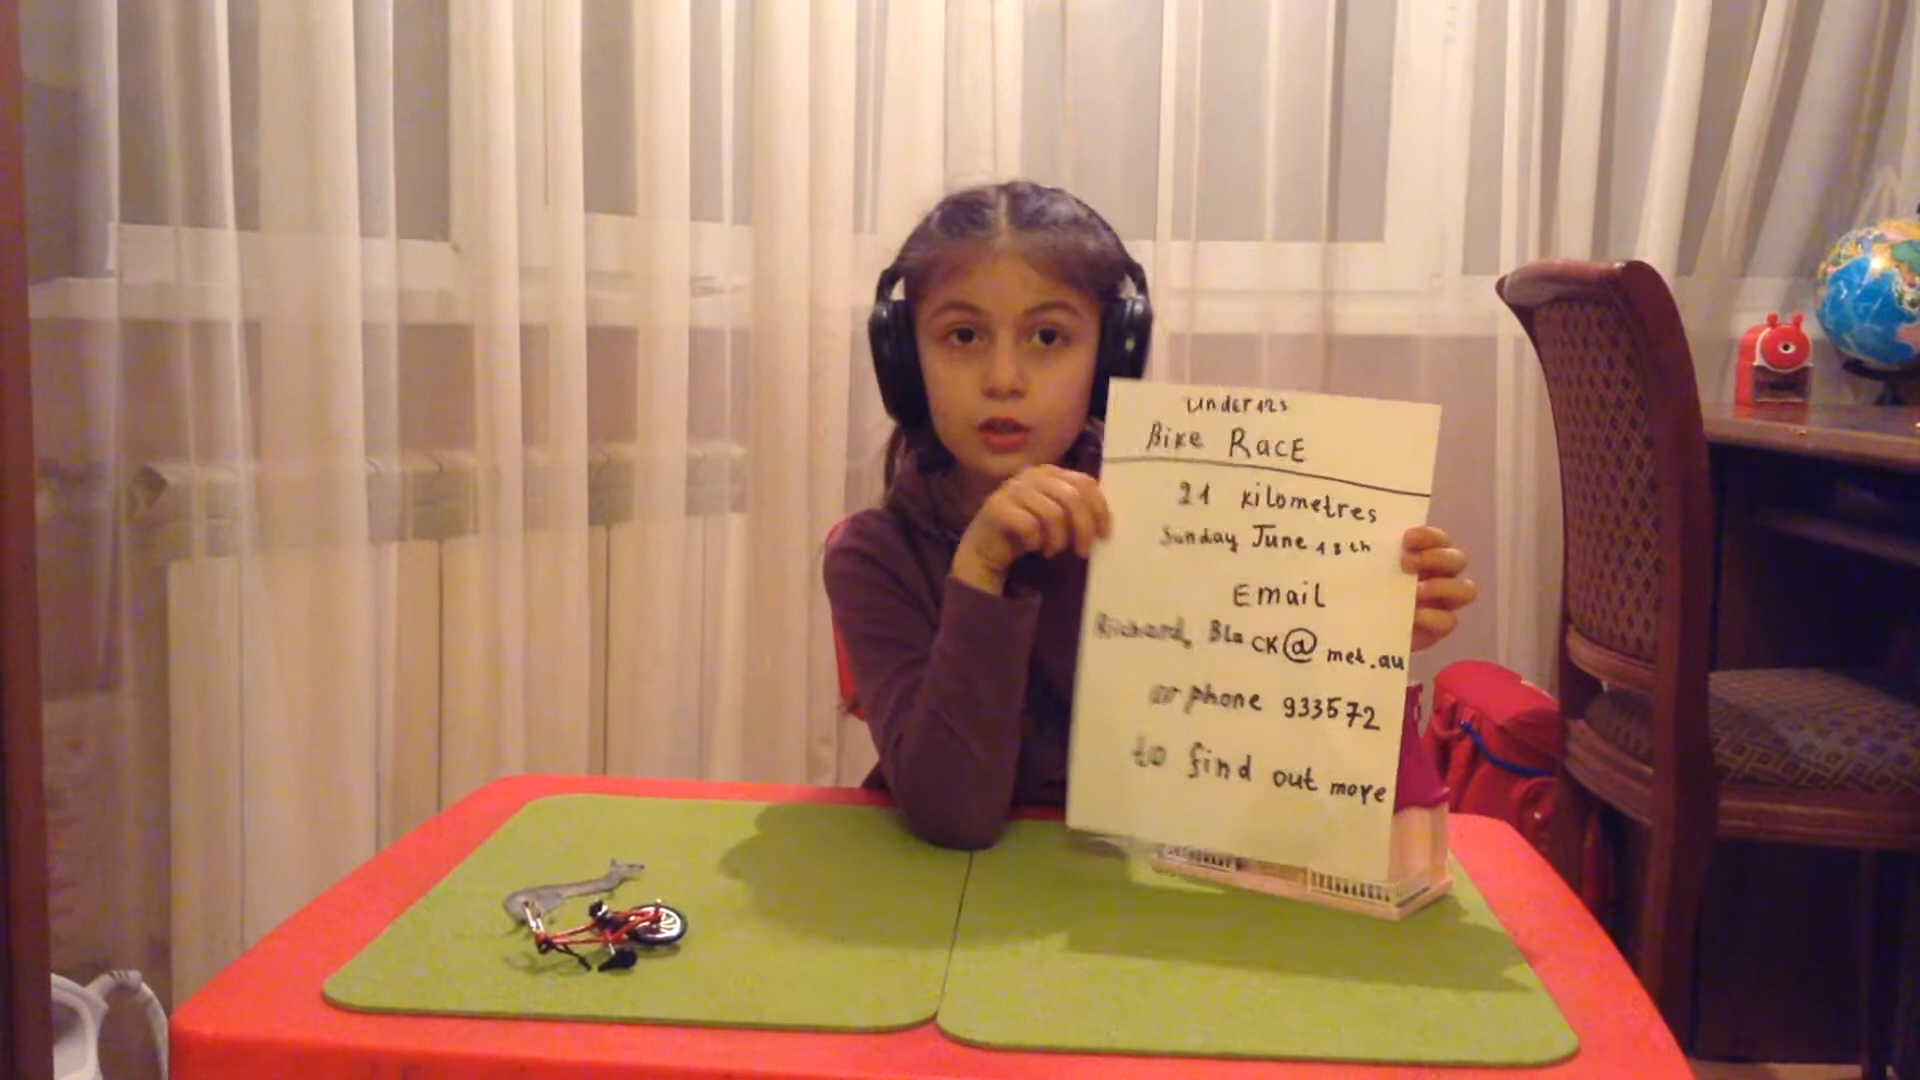 under 12s
Bike RacE
21 kilometres
Sunday June 18th
Email
Richard. Black@met.au
or phone 933572
to find out more